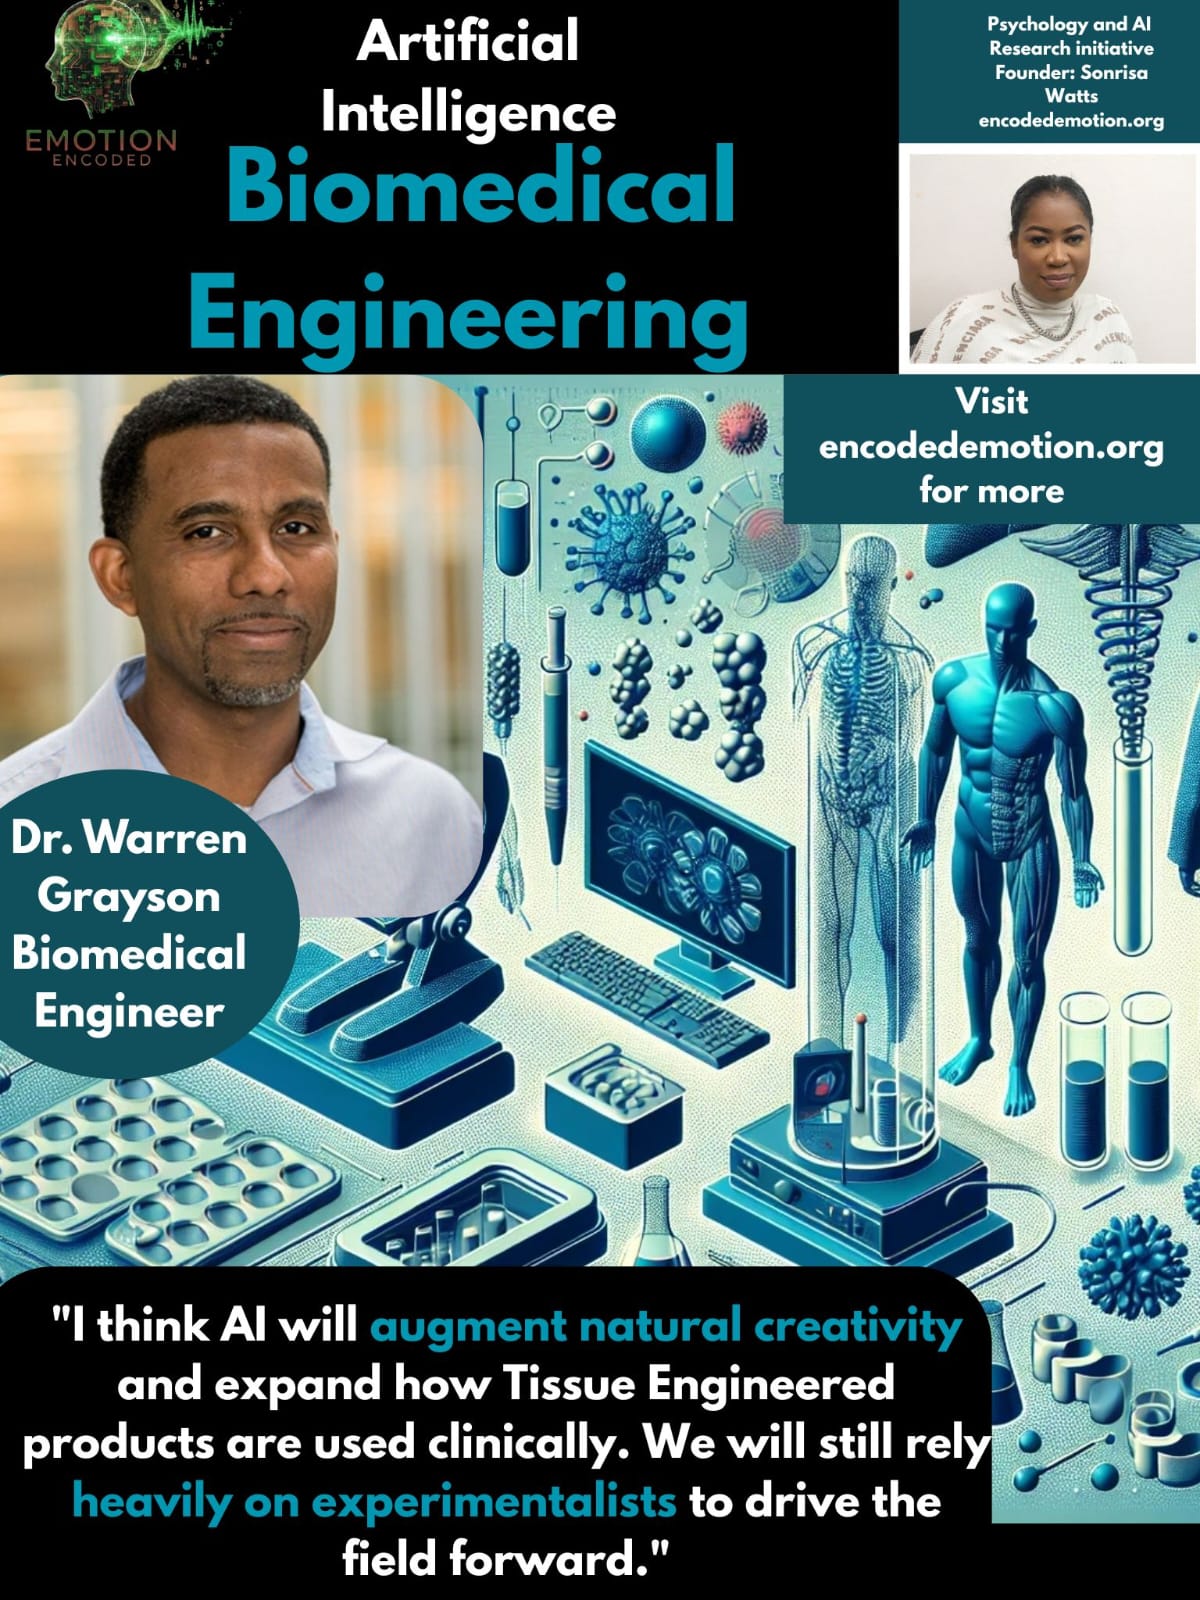 EMOTION
ENCODED
Artificial
Intelligence
Biomedical
Engineering
Psychology and AI
Research initiative
Founder: Sonrisa
Watts
encodedemotion.org
Visit
encodedemotion.org
for more
Dr. Warren
Grayson
Biomedical
Engineer
"I think AI will augment natural creativity
and expand how Tissue Engineered
products are used clinically. We will still rely
heavily on experimentalists to drive the
field forward."